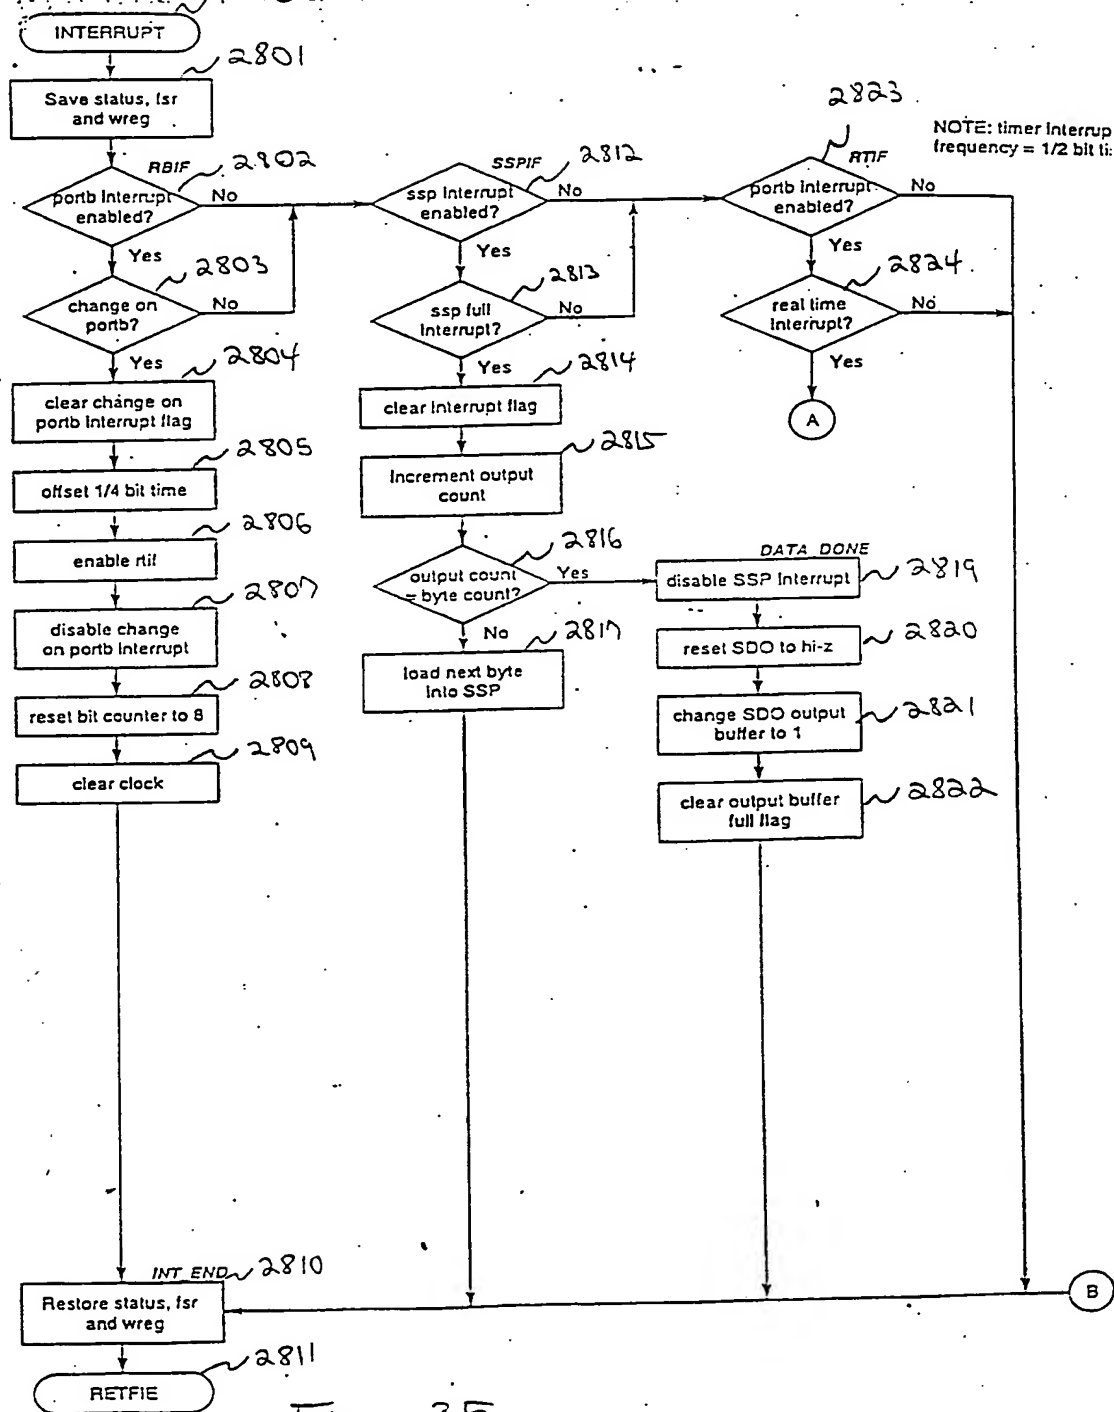 INTERRUPT
2801
Save status, fsr
and wreg
RBIF
2802
portb Interrupt
enabled?
No
Yes
2803
change on
portb?
No
Yes
2804
clear change on
portb Interrupt flag
2805
offset 1/4 bit time
2806
enable rtif
2807
disable change
on portb Interrupt
2808
reset bit counter to 8
2809
clear clock
INT_END
2810
Restore status, fsr
and wreg
2811
RETFIE
SSPIF
2812
ssp Interrupt
enabled?
No
Yes
2813
ssp full
Interrupt?
No
Yes
2814
clear Interrupt flag
2815
Increment output
count
2816
output count
= byte count?
Yes
No
2817
load next byte
Into SSP
DATA_DONE
disable SSP Interrupt
2819
reset SDO to hi-z
2820
change SDO output
buffer to 1
2821
clear output buffer
full flag
2822
2823
NOTE: timer Interrup
frequency = 1/2 bit ti
RTIF
portb Interrupt
enabled?
No
Yes
2824
real time
Interrupt?
No
Yes
A
B